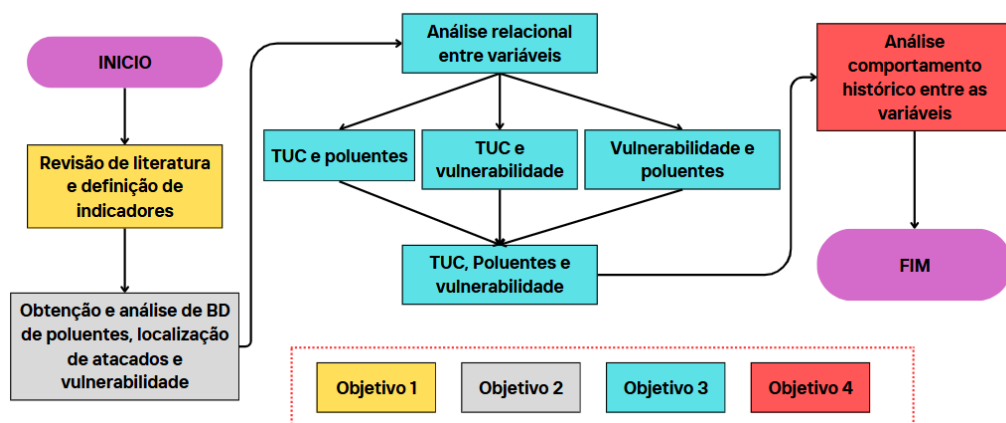 INICIO
Revisão de literatura
e definição de
indicadores
Obtenção e análise de BD
de poluentes, localização
de atacados e
vulnerabilidade
Análise relacional
entre variáveis
TUC e poluentes
TUC e
vulnerabilidade
Vulnerabilidade e
poluentes
TUC, Poluentes e
vulnerabilidade
Análise
comportamento
histórico entre as
variáveis
FIM
Objetivo 1
Objetivo 2
Objetivo 3
Objetivo 4